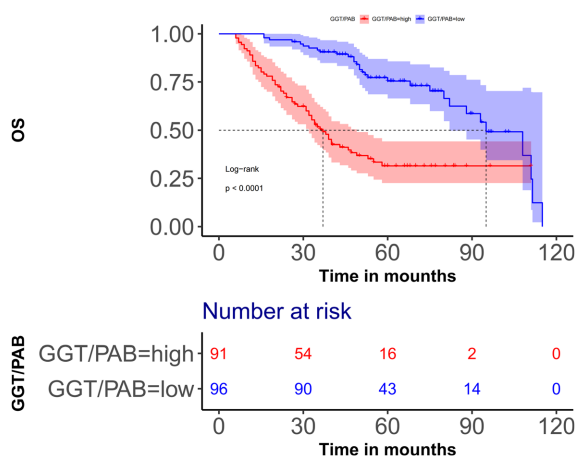 GGT/PAB GGT/PAB=high GGT/PAB=low
1.00
0.75
0.50
0.25
0.00
OS
Log-rank
p < 0.0001
0 30 60 90 120
Time in mounths
Number at risk
GGT/PAB
GGT/PAB=high 91 54 16 2 0
GGT/PAB=low 96 90 43 14 0
0 30 60 90 120
Time in mounths